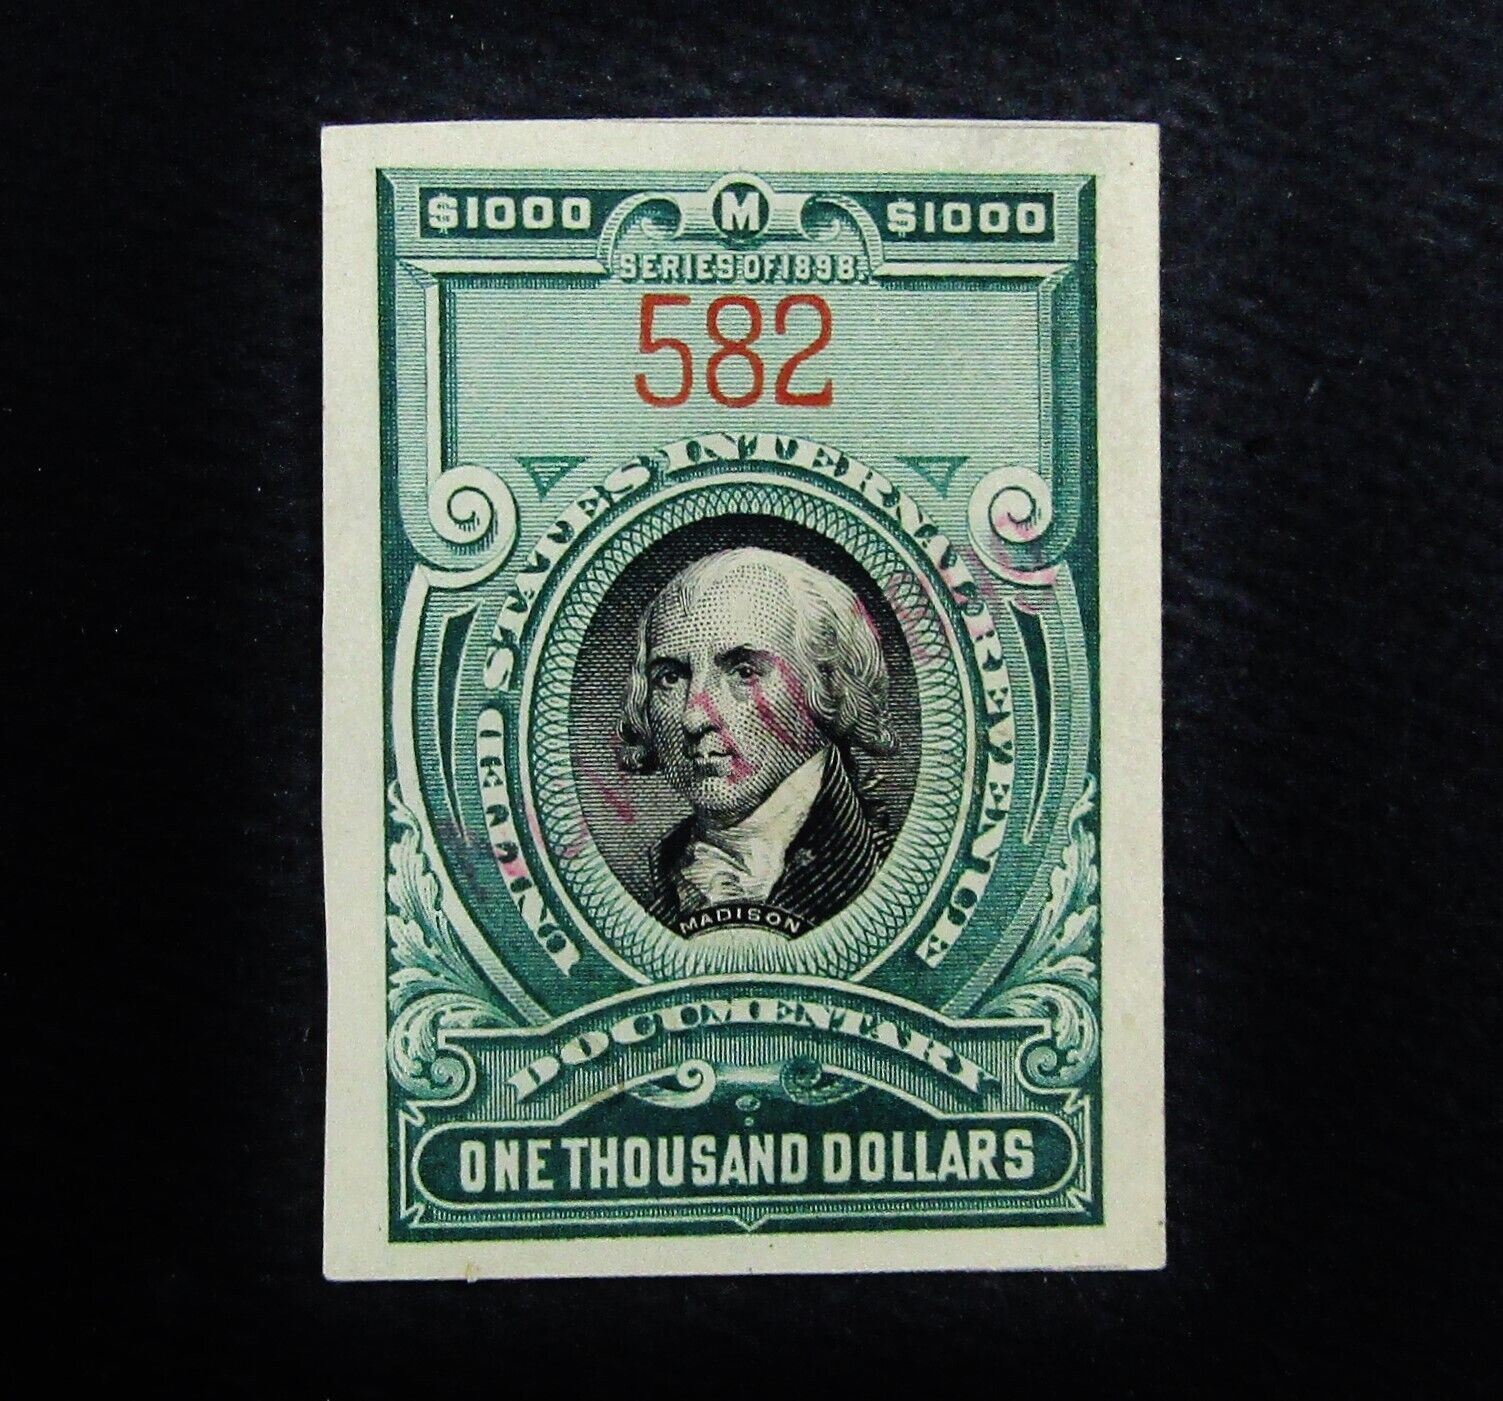 $1000 M $1000
SERIES OF 1898.
582
UNITED STATES INTERNAL REVENUE
MADISON
DOCUMENTARY
ONE THOUSAND DOLLARS